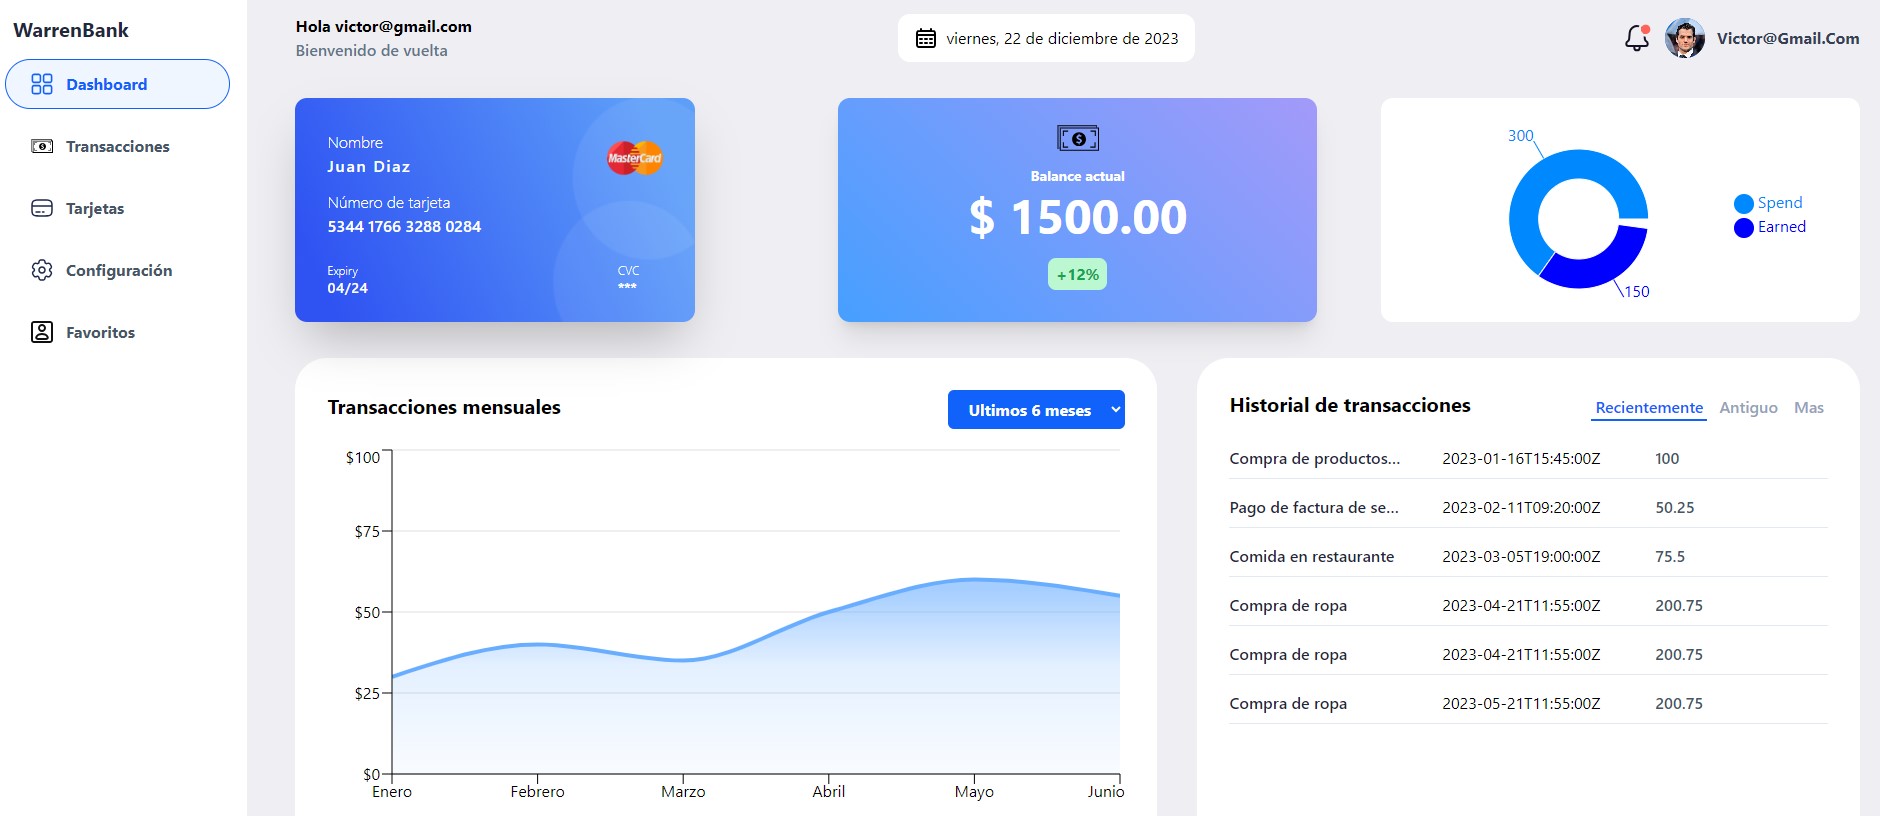 WarrenBank
Dashboard
Transacciones
Tarjetas
Configuración
Favoritos
Hola victor@gmail.com
Bienvenido de vuelta
viernes, 22 de diciembre de 2023
Victor@Gmail.Com
Nombre
Juan Diaz
MasterCard
Número de tarjeta
5344 1766 3288 0284
Expiry
04/24
CVC
***
$
Balance actual
$ 1500.00
+12%
300
150
Spend
Earned
Transacciones mensuales
Ultimos 6 meses
$100
$75
$50
$25
$0
Enero Febrero Marzo Abril Mayo Junio
Historial de transacciones
Recientemente Antiguo Mas
Compra de productos... 2023-01-16T15:45:00Z 100
Pago de factura de se... 2023-02-11T09:20:00Z 50.25
Comida en restaurante 2023-03-05T19:00:00Z 75.5
Compra de ropa 2023-04-21T11:55:00Z 200.75
Compra de ropa 2023-04-21T11:55:00Z 200.75
Compra de ropa 2023-05-21T11:55:00Z 200.75